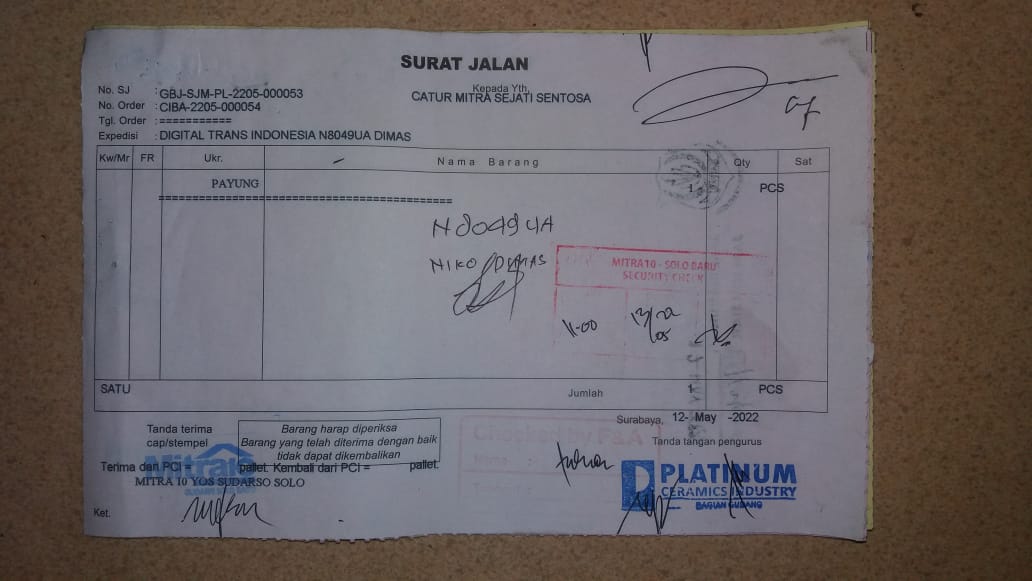 SURAT JALAN
No. SJ : GBJ-SJM-PL-2205-000053
Kepada Yth,
No. Order : CIBA-2205-000054
CATUR MITRA SEJATI SENTOSA
Tgl. Order : ===========
Expedisi : DIGITAL TRANS INDONESIA N8049UA DIMAS
Kw/Mr FR Ukr. Nama Barang Qty Sat
PAYUNG 1 PCS
N8049UA
NIKO DIMAS
MITRA10 - SOLO BARU
SECURITY CHECK
11-00 13/22
05
SATU Jumlah 1 PCS
Surabaya, 12- May -2022
Tanda terima
cap/stempel
Barang harap diperiksa
Barang yang telah diterima dengan baik
tidak dapat dikembalikan
Checked by F&A
Tanda tangan pengurus
Terima dari PCI = pallet. Kembali dari PCI = pallet.
Mitra10
MITRA 10 YOS SUDARSO SOLO
PLATINUM
CERAMICS INDUSTRY
BAGIAN GUDANG
Ket.